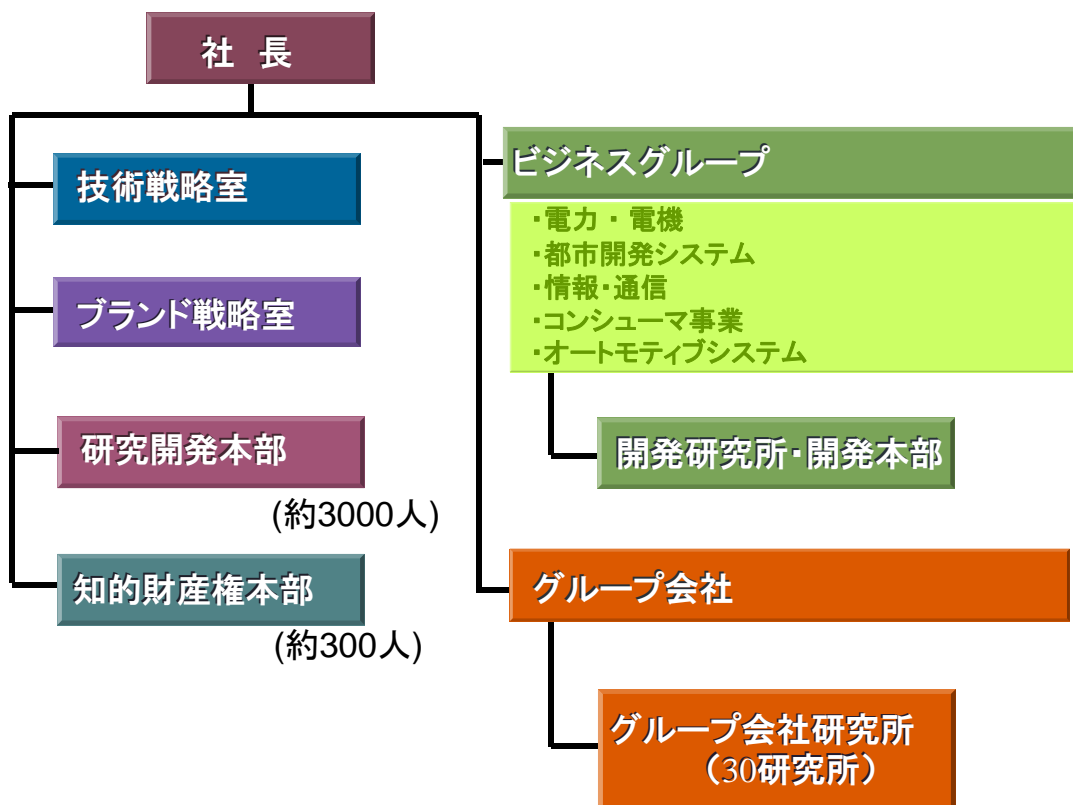 社 長
技術戦略室
ブランド戦略室
研究開発本部
(約3000人)
知的財産権本部
(約300人)
ビジネスグループ
・電力・電機
・都市開発システム
・情報・通信
・コンシューマ事業
・オートモティブシステム
開発研究所・開発本部
グループ会社
グループ会社研究所
（30研究所）